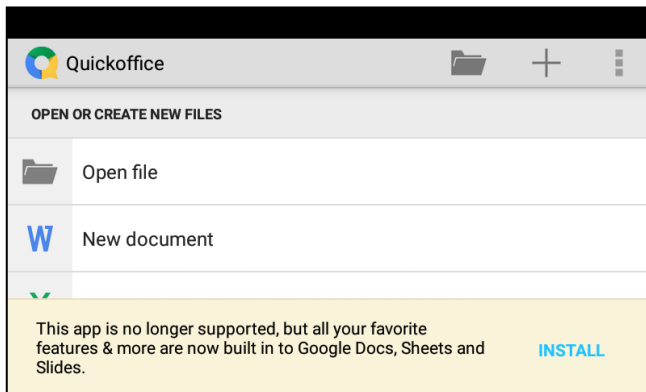 Quickoffice
OPEN OR CREATE NEW FILES
Open file
W New document
This app is no longer supported, but all your favorite
features & more are now built in to Google Docs, Sheets and
Slides.
INSTALL